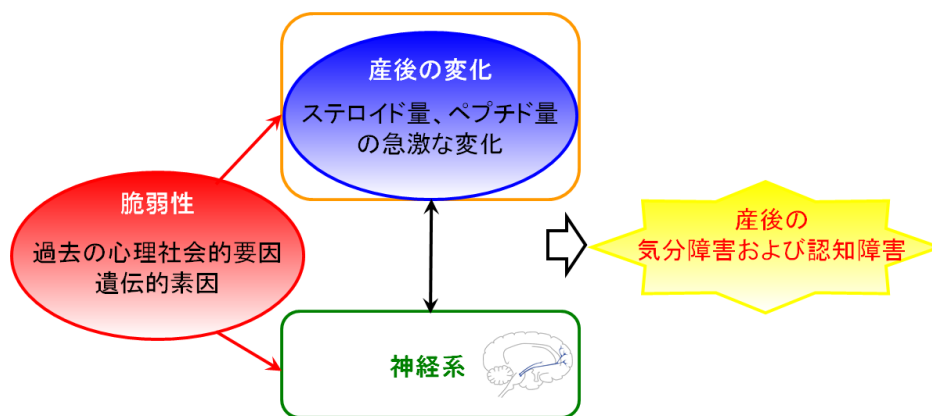 産後の変化
ステロイド量、ペプチド量
の急激な変化
脆弱性
過去の心理社会的要因
遺伝的素因
産後の
気分障害および認知障害
神経系